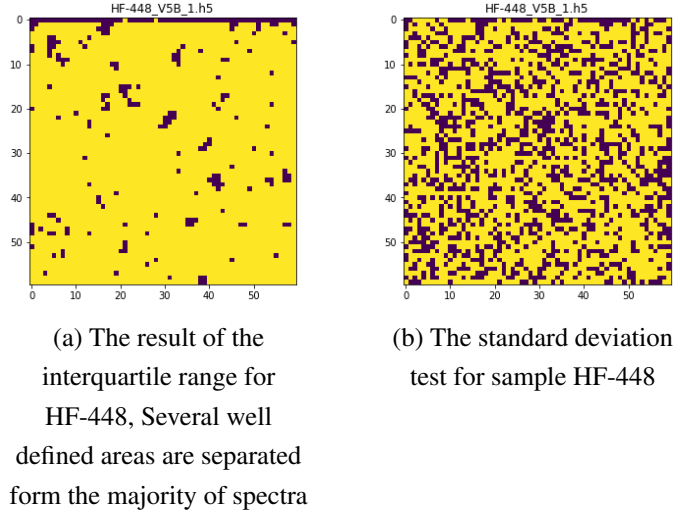 HF-448_V5B_1.h5
0
10
20
30
40
50
0 10 20 30 40 50
HF-448_V5B_1.h5
0
10
20
30
40
50
0 10 20 30 40 50
(a) The result of the
interquartile range for
HF-448, Several well
defined areas are separated
form the majority of spectra
(b) The standard deviation
test for sample HF-448